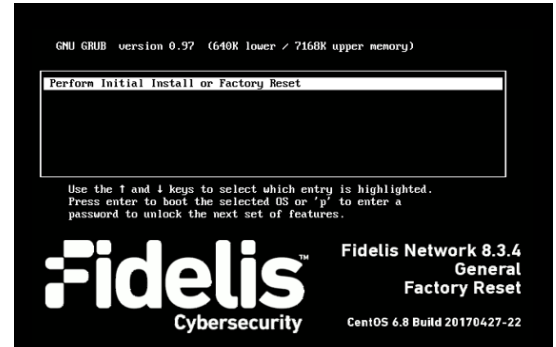 GNU GRUB version 0.97 (640K lower / 7168K upper memory)
Perform Initial Install or Factory Reset
Use the ↑ and ↓ keys to select which entry is highlighted.
Press enter to boot the selected OS or 'p' to enter a
password to unlock the next set of features.
Fidelis™
Cybersecurity
Fidelis Network 8.3.4
General
Factory Reset
CentOS 6.8 Build 20170427-22